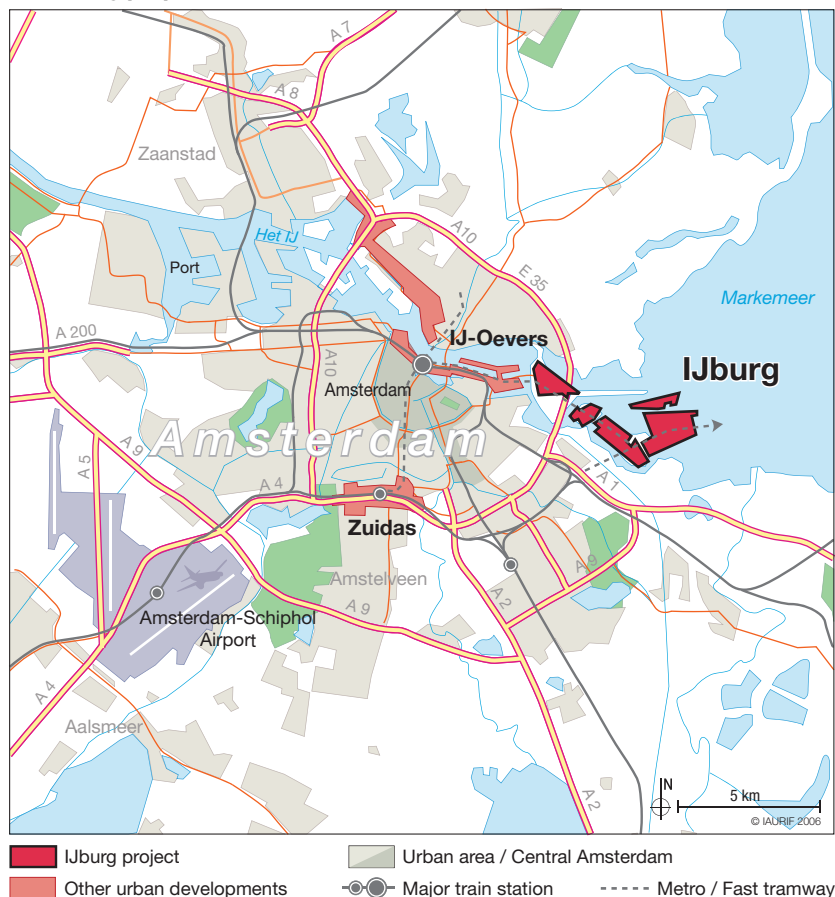 A 7
A 8
Zaanstad
A10
Het IJ
E 35
Port
Markemeer
A 200
IJ-Oevers
A10
IJburg
Amsterdam
Amsterdam
A 9
A 5
A 4
A 1
Zuidas
A 9
Amstelveen
A 2
Amsterdam-Schiphol
Airport
A 9
A 4
Aalsmeer
A 2
N
5 km
© IAURIF 2006
IJburg project
Urban area / Central Amsterdam
Other urban developments
Major train station
Metro / Fast tramway